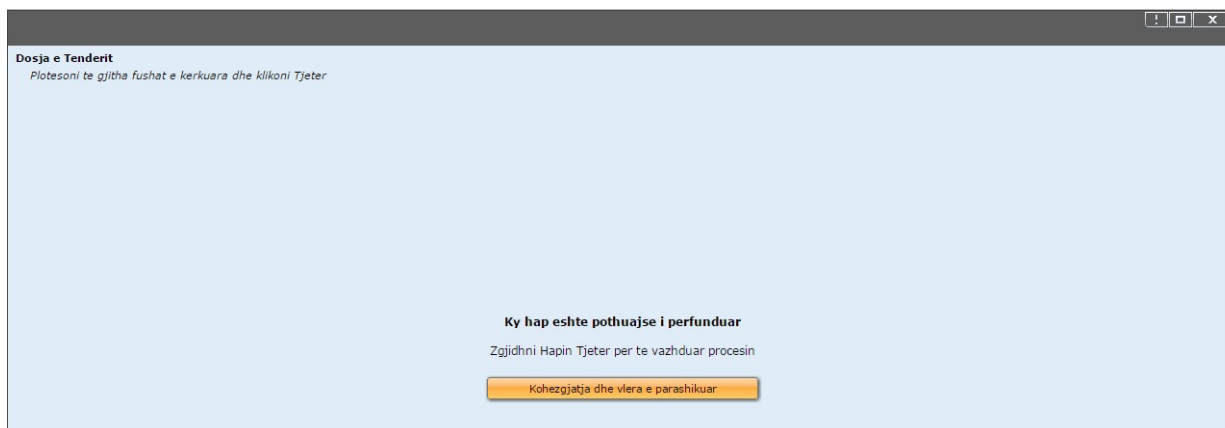 Dosja e Tenderit
Plotesoni te gjitha fushat e kerkuara dhe klikoni Tjeter
Ky hap eshte pothuajse i perfunduar
Zgjidhni Hapin Tjeter per te vazhduar procesin
Kohezgjatja dhe vlera e parashikuar